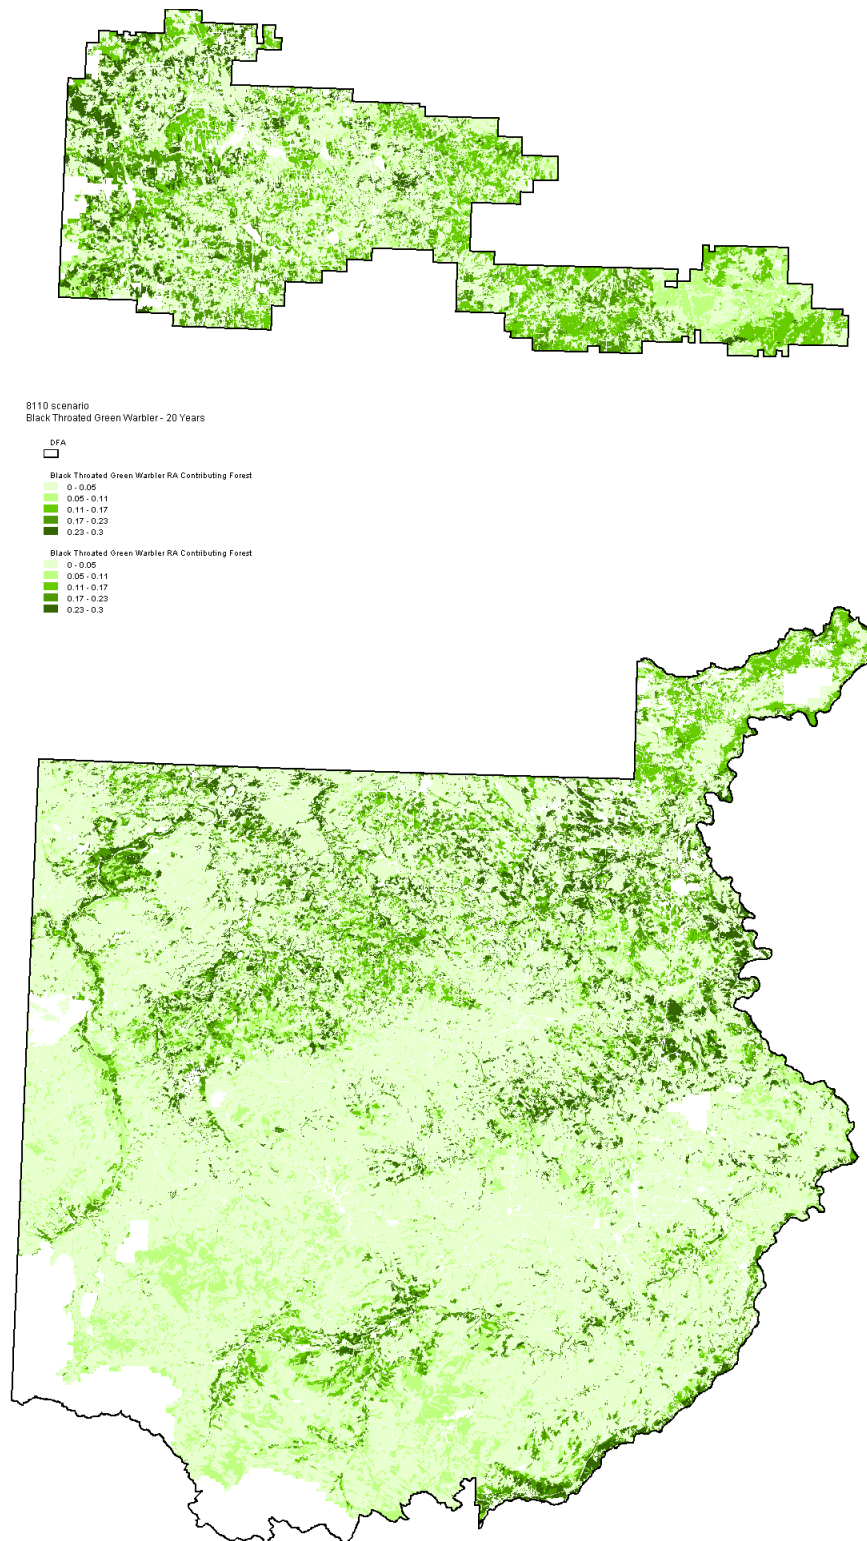 8110 scenario
Black Throated Green Warbler - 20 Years
DFA
Black Throated Green Warbler RA Contributing Forest
0 - 0.05
0.05 - 0.11
0.11 - 0.17
0.17 - 0.23
0.23 - 0.3
Black Throated Green Warbler RA Contributing Forest
0 - 0.05
0.05 - 0.11
0.11 - 0.17
0.17 - 0.23
0.23 - 0.3